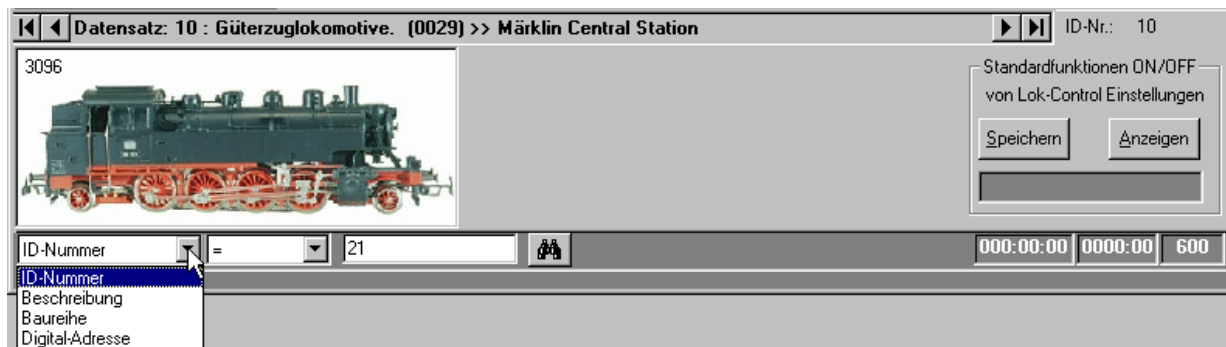 Datensatz: 10 : Güterzuglokomotive. (0029) >> Märklin Central Station
ID-Nr.: 10
3096
Standardfunktionen ON/OFF
von Lok-Control Einstellungen
Speichern Anzeigen
ID-Nummer = 21 000:00:00 0000:00 600
ID-Nummer
Beschreibung
Baureihe
Digital-Adresse